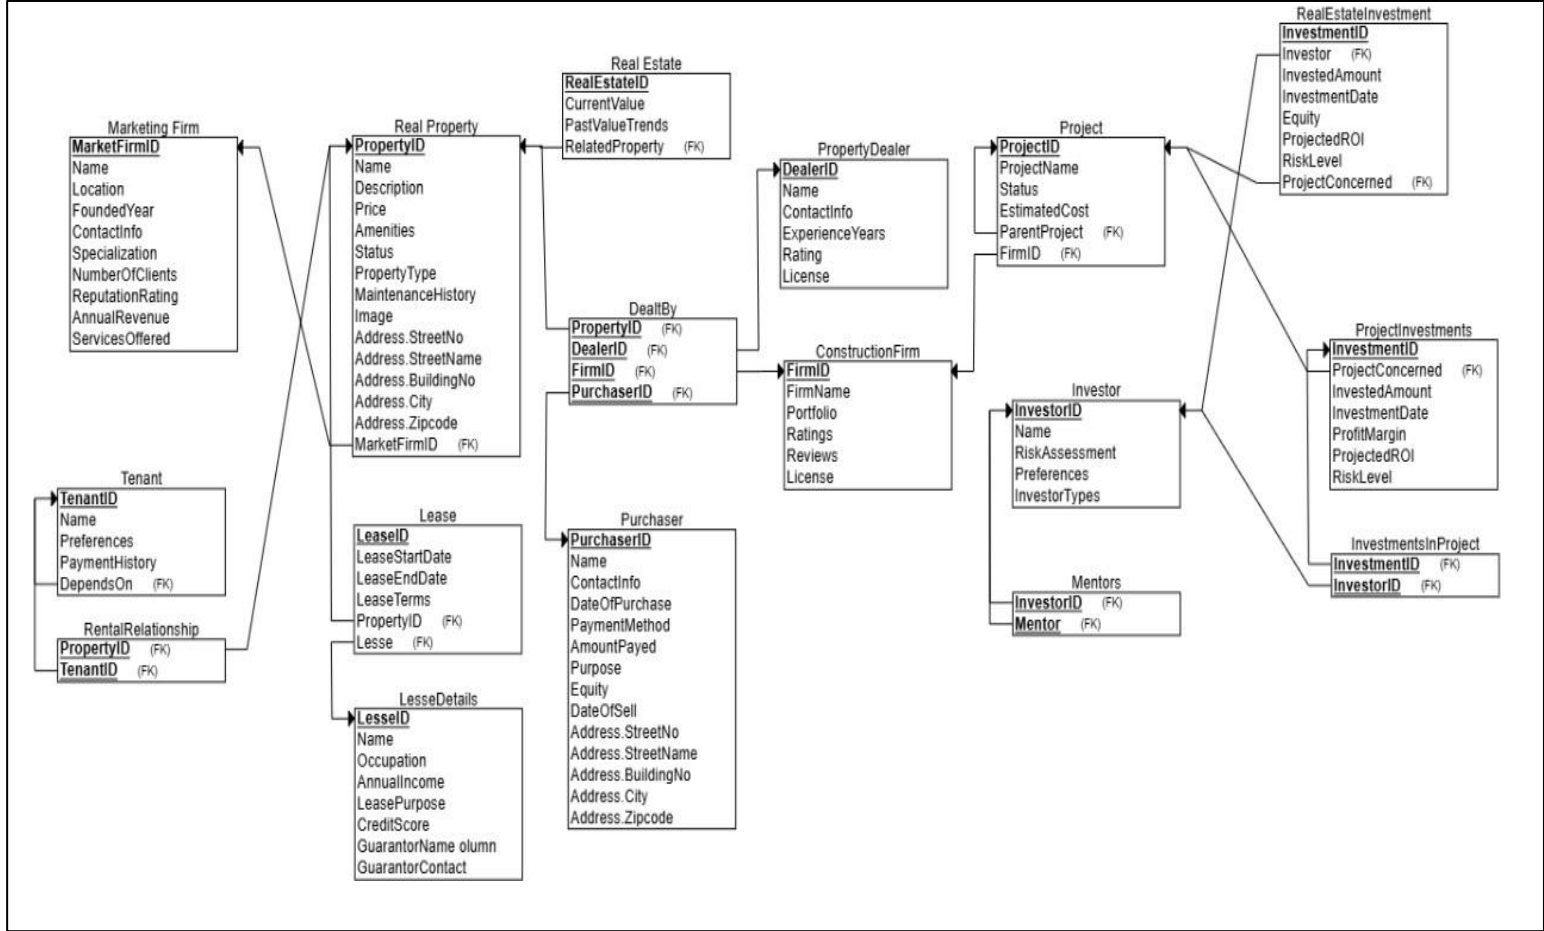 Marketing Firm
MarketFirmID
Name
Location
FoundedYear
ContactInfo
Specialization
NumberOfClients
ReputationRating
AnnualRevenue
ServicesOffered
Tenant
TenantID
Name
Preferences
PaymentHistory
DependsOn (FK)
RentalRelationship
PropertyID (FK)
TenantID (FK)
Real Property
PropertyID
Name
Description
Price
Amenities
Status
PropertyType
MaintenanceHistory
Image
Address.StreetNo
Address.StreetName
Address.BuildingNo
Address.City
Address.Zipcode
MarketFirmID (FK)
Lease
LeaseID
LeaseStartDate
LeaseEndDate
LeaseTerms
PropertyID (FK)
Lesse (FK)
LesseDetails
LesseID
Name
Occupation
AnnualIncome
LeasePurpose
CreditScore
GuarantorName olumn
GuarantorContact
Real Estate
RealEstateID
CurrentValue
PastValueTrends
RelatedProperty (FK)
DealtBy
PropertyID (FK)
DealerID (FK)
FirmID (FK)
PurchaserID (FK)
Purchaser
PurchaserID
Name
ContactInfo
DateOfPurchase
PaymentMethod
AmountPayed
Purpose
Equity
DateOfSell
Address.StreetNo
Address.StreetName
Address.BuildingNo
Address.City
Address.Zipcode
PropertyDealer
DealerID
Name
ContactInfo
ExperienceYears
Rating
License
ConstructionFirm
FirmID
FirmName
Portfolio
Ratings
Reviews
License
Project
ProjectID
ProjectName
Status
EstimatedCost
ParentProject (FK)
FirmID (FK)
Investor
InvestorID
Name
RiskAssessment
Preferences
InvestorTypes
Mentors
InvestorID (FK)
Mentor (FK)
RealEstateInvestment
InvestmentID
Investor (FK)
InvestedAmount
InvestmentDate
Equity
ProjectedROI
RiskLevel
ProjectConcerned (FK)
ProjectInvestments
InvestmentID
ProjectConcerned (FK)
InvestedAmount
InvestmentDate
ProfitMargin
ProjectedROI
RiskLevel
InvestmentsInProject
InvestmentID (FK)
InvestorID (FK)